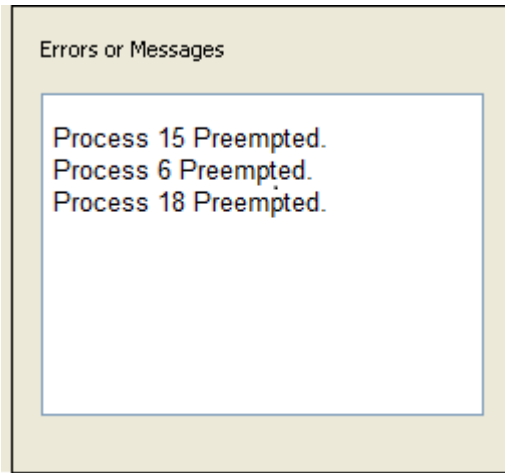 Errors or Messages
Process 15 Preempted.
Process 6 Preempted.
Process 18 Preempted.